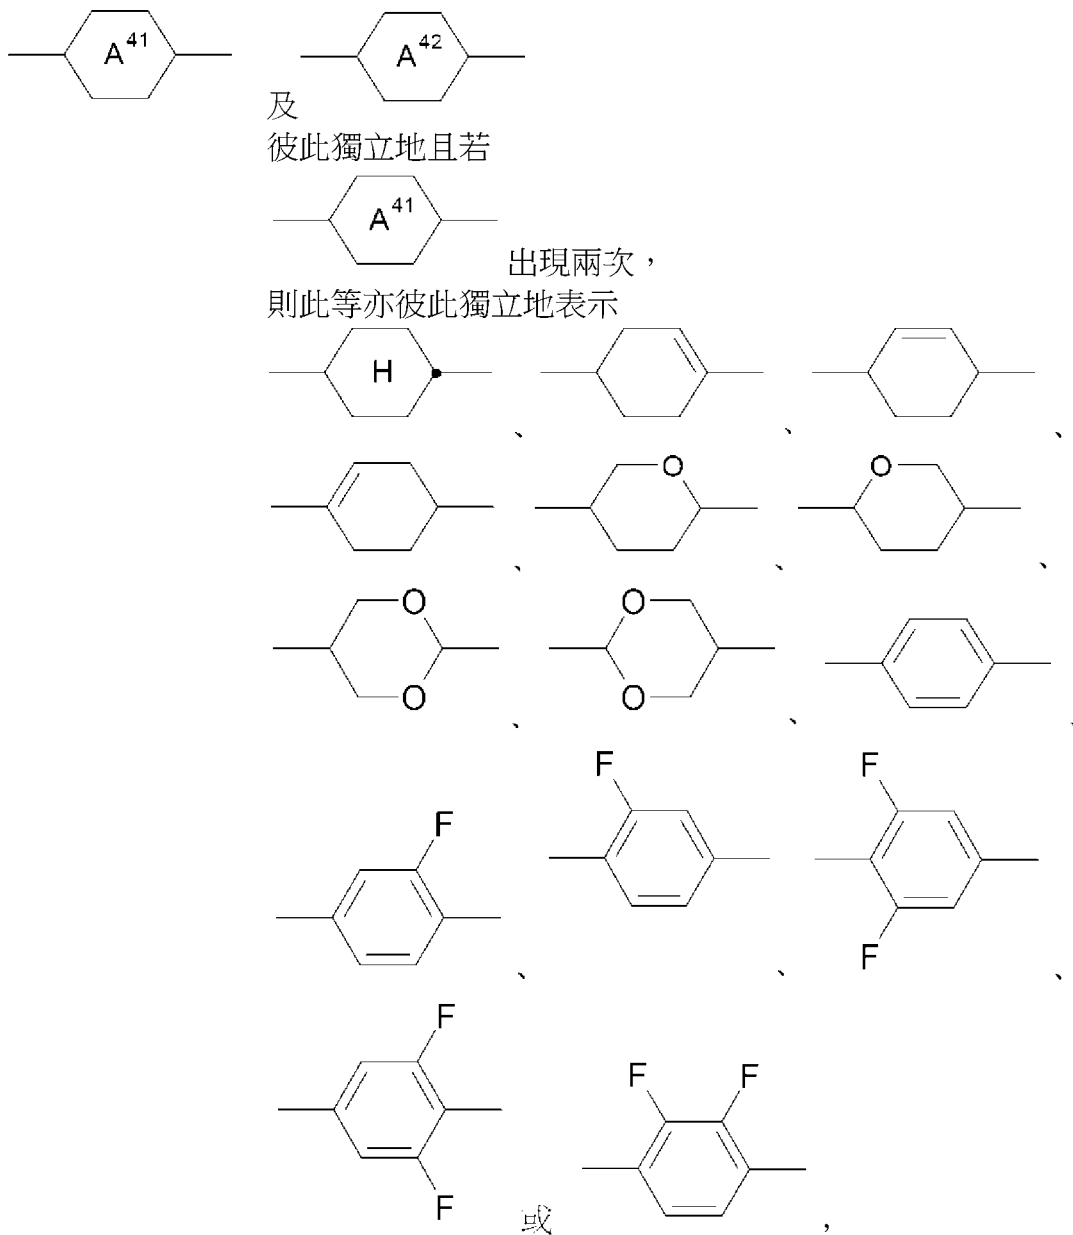 A⁴¹ A⁴²
及
彼此獨立地且若
A⁴¹
出現兩次，
則此等亦彼此獨立地表示
H 、 、 、
O O
、 、 、
O O
O O
、 、 、
F F F
F
、 、 、
F
F F
F
或 ，